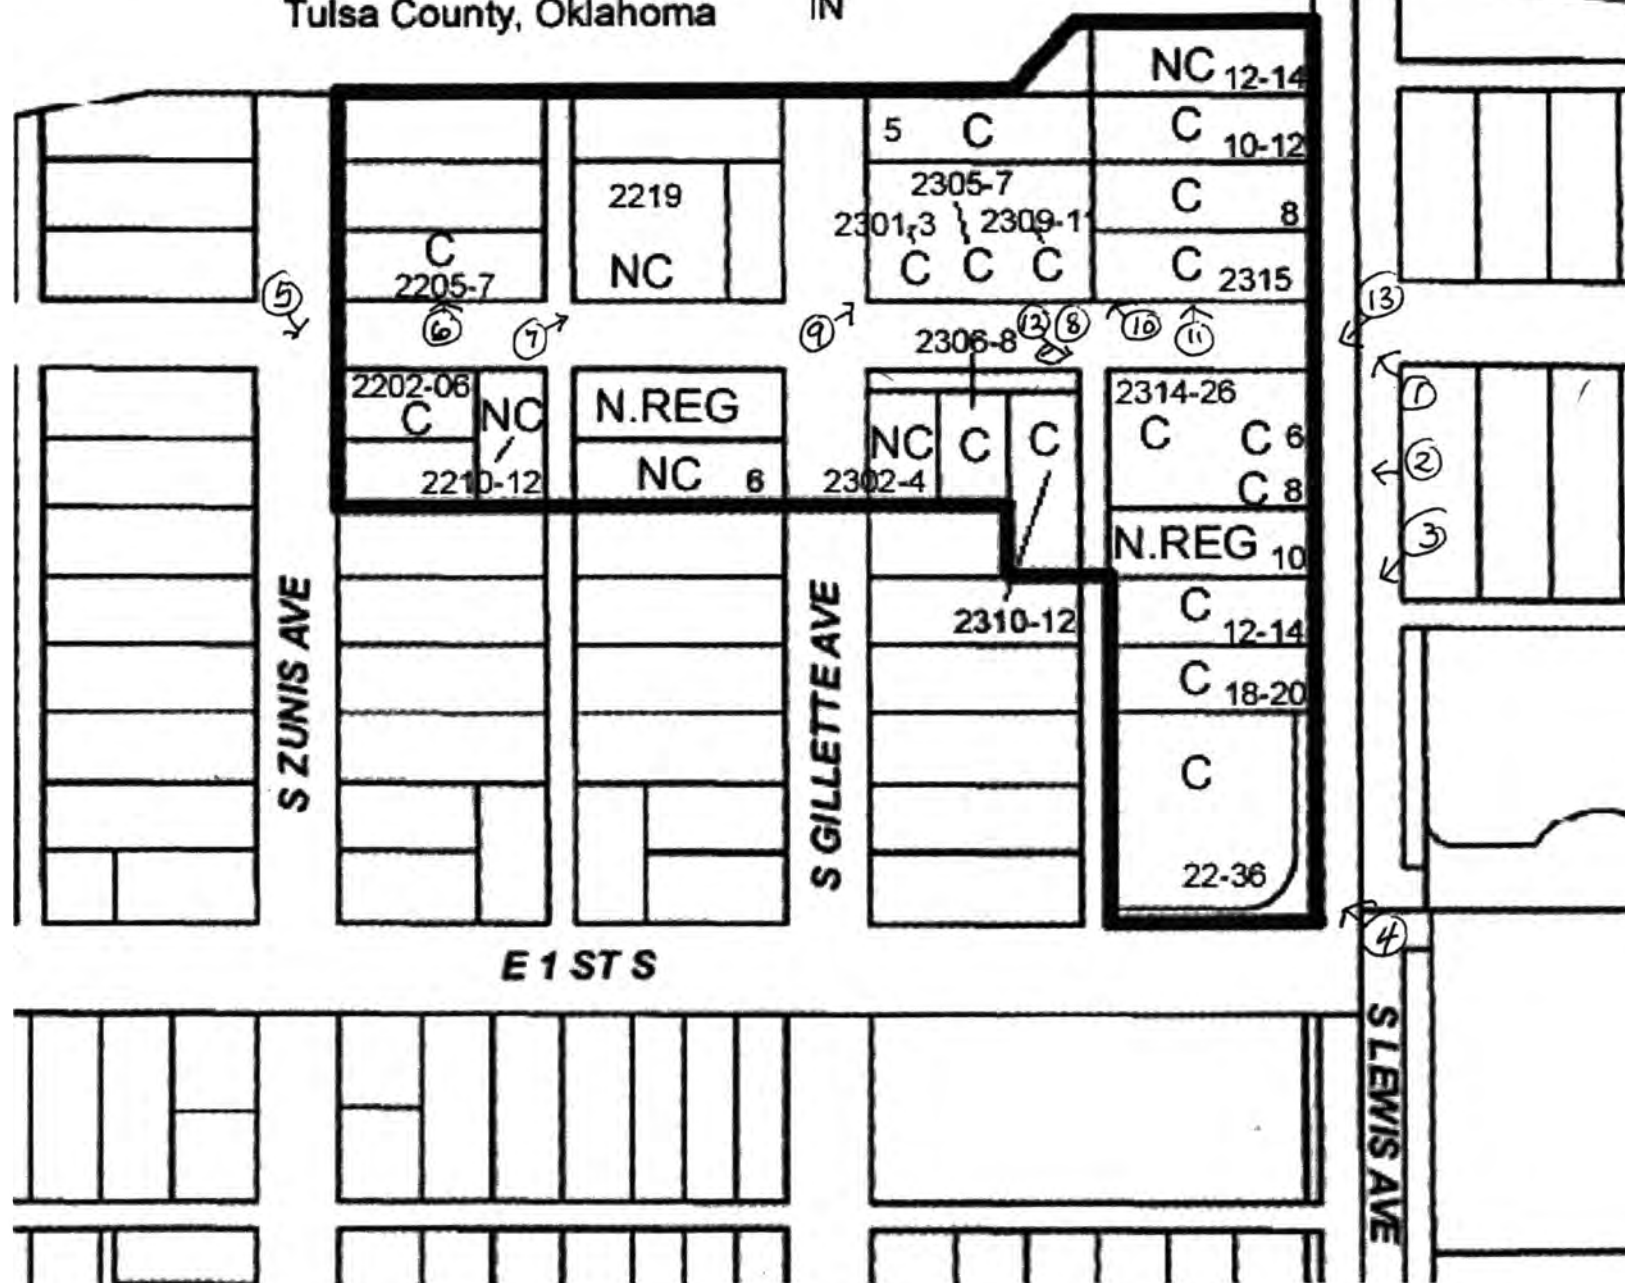 Tulsa County, Oklahoma
N
NC 12-14
5 C
C 10-12
2219
NC
2305-7
2301-3 2309-11
C C C
C 8
C
2205-7
C 2315
5
6
7
9
12 8
10
11
13
2306-8
2202-06
C
NC
2210-12
N.REG
NC 6
NC C C
2302-4
2314-26
C C 6
C 8
1
2
3
N.REG 10
2310-12
C 12-14
C 18-20
C
22-36
4
S ZUNIS AVE
S GILLETTE AVE
E 1 ST S
S LEWIS AVE